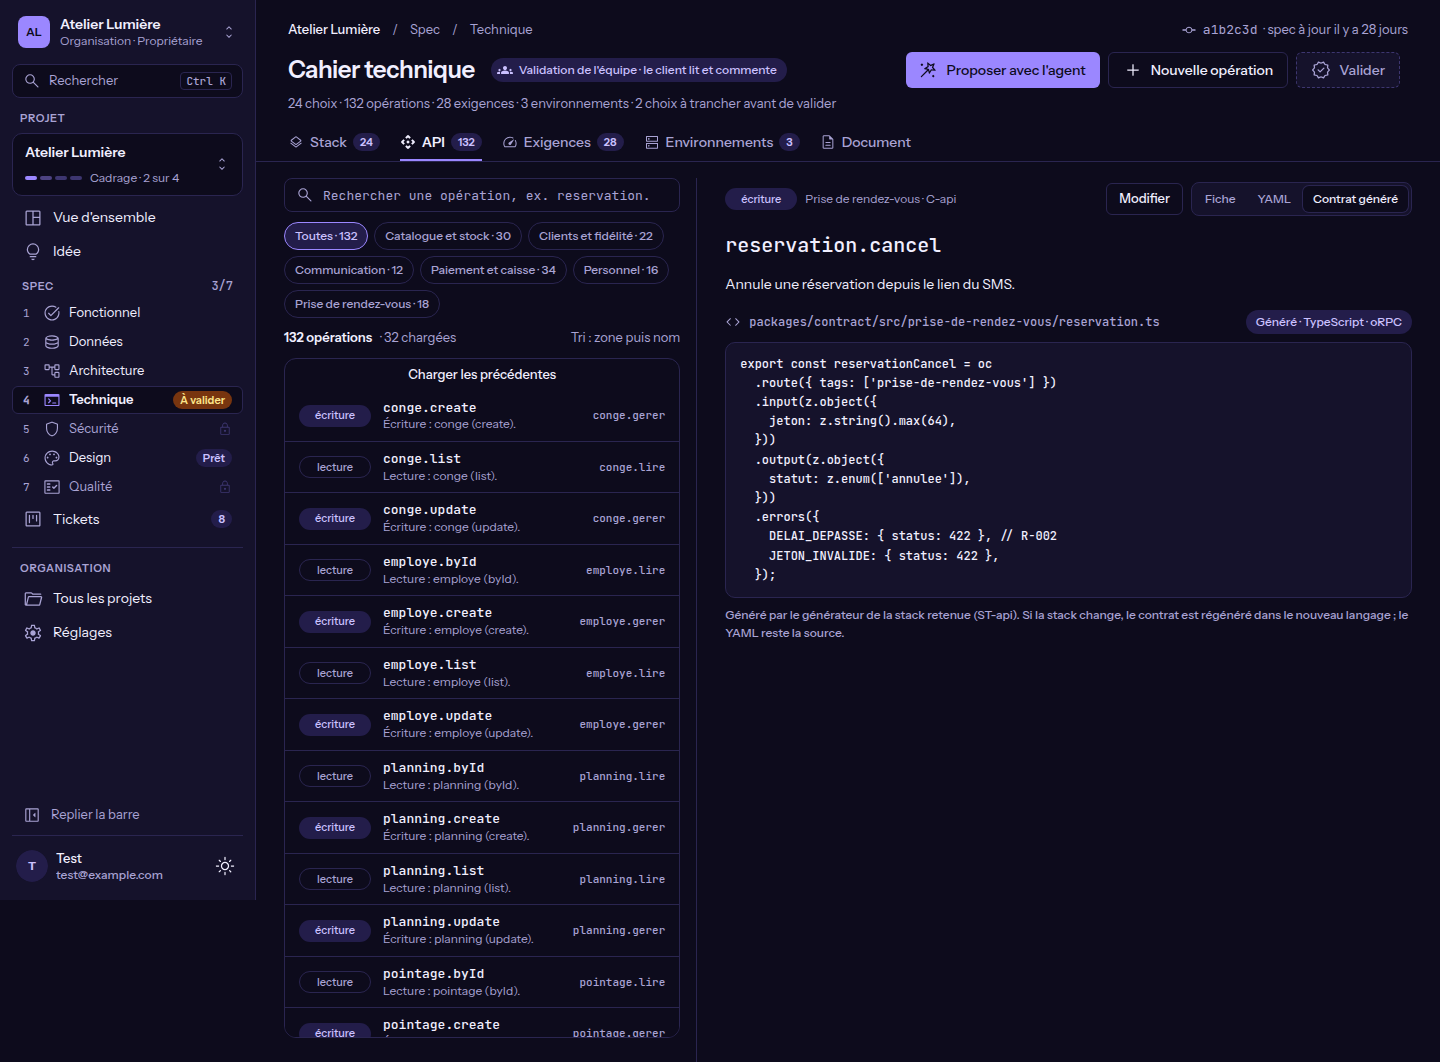 AL
Atelier Lumière
Organisation · Propriétaire
Rechercher
Ctrl K
PROJET
Atelier Lumière
Cadrage · 2 sur 4
Vue d'ensemble
Idée
SPEC 3/7
1 Fonctionnel
2 Données
3 Architecture
4 Technique À valider
5 Sécurité
6 Design Prêt
7 Qualité
Tickets 8
ORGANISATION
Tous les projets
Réglages
Replier la barre
T
Test
test@example.com
Atelier Lumière / Spec / Technique
a1b2c3d · spec à jour il y a 28 jours
Cahier technique
Validation de l'équipe · le client lit et commente
Proposer avec l'agent
Nouvelle opération
Valider
24 choix · 132 opérations · 28 exigences · 3 environnements · 2 choix à trancher avant de valider
Stack 24
API 132
Exigences 28
Environnements 3
Document
Rechercher une opération, ex. reservation.
Toutes · 132
Catalogue et stock · 30
Clients et fidélité · 22
Communication · 12
Paiement et caisse · 34
Personnel · 16
Prise de rendez-vous · 18
132 opérations · 32 chargées
Tri : zone puis nom
Charger les précédentes
écriture conge.create conge.gerer
Écriture : conge (create).
lecture conge.list conge.lire
Lecture : conge (list).
écriture conge.update conge.gerer
Écriture : conge (update).
lecture employe.byId employe.lire
Lecture : employe (byId).
écriture employe.create employe.gerer
Écriture : employe (create).
lecture employe.list employe.lire
Lecture : employe (list).
écriture employe.update employe.gerer
Écriture : employe (update).
lecture planning.byId planning.lire
Lecture : planning (byId).
écriture planning.create planning.gerer
Écriture : planning (create).
lecture planning.list planning.lire
Lecture : planning (list).
écriture planning.update planning.gerer
Écriture : planning (update).
lecture pointage.byId pointage.lire
Lecture : pointage (byId).
écriture pointage.create pointage.gerer
écriture
Prise de rendez-vous · C-api
Modifier
Fiche
YAML
Contrat généré
reservation.cancel
Annule une réservation depuis le lien du SMS.
packages/contract/src/prise-de-rendez-vous/reservation.ts
Généré · TypeScript · oRPC
export const reservationCancel = oc
.route({ tags: ['prise-de-rendez-vous'] })
.input(z.object({
jeton: z.string().max(64),
}))
.output(z.object({
statut: z.enum(['annulee']),
}))
.errors({
DELAI_DEPASSE: { status: 422 }, // R-002
JETON_INVALIDE: { status: 422 },
});
Généré par le générateur de la stack retenue (ST-api). Si la stack change, le contrat est régénéré dans le nouveau langage ; le
YAML reste la source.